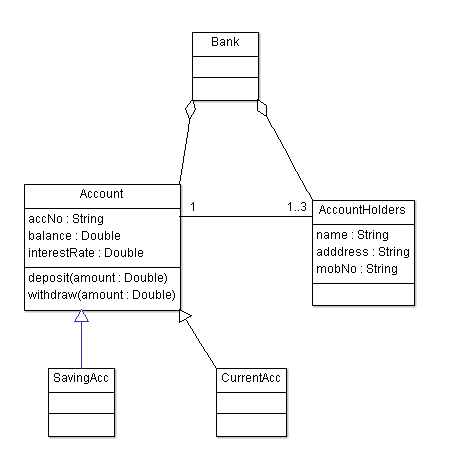 Bank
Account
accNo : String
balance : Double
interestRate : Double
deposit(amount : Double)
withdraw(amount : Double)
1
1..3
AccountHolders
name : String
adddress : String
mobNo : String
SavingAcc
CurrentAcc